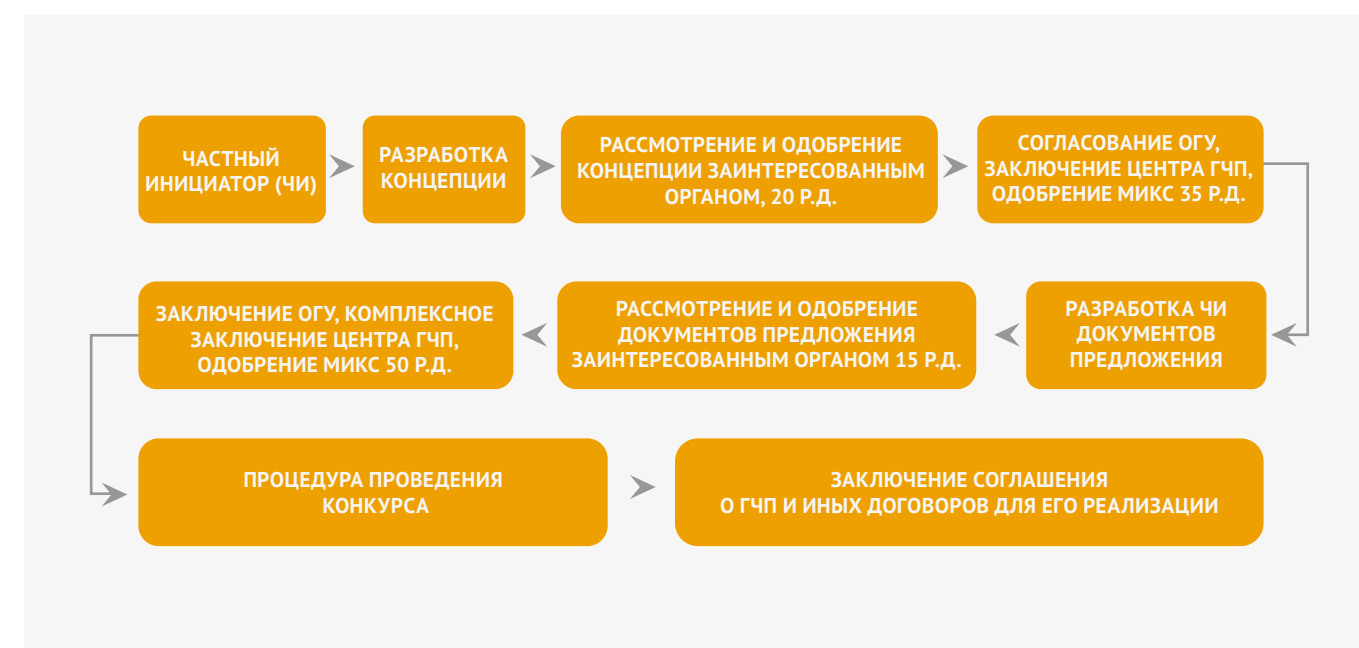 ЧАСТНЫЙ
ИНИЦИАТОР (ЧИ)
РАЗРАБОТКА
КОНЦЕПЦИИ
РАССМОТРЕНИЕ И ОДОБРЕНИЕ
КОНЦЕПЦИИ ЗАИНТЕРЕСОВАННЫМ
ОРГАНОМ, 20 Р.Д.
СОГЛАСОВАНИЕ ОГУ,
ЗАКЛЮЧЕНИЕ ЦЕНТРА ГЧП,
ОДОБРЕНИЕ МИКС 35 Р.Д.
РАЗРАБОТКА ЧИ
ДОКУМЕНТОВ
ПРЕДЛОЖЕНИЯ
РАССМОТРЕНИЕ И ОДОБРЕНИЕ
ДОКУМЕНТОВ ПРЕДЛОЖЕНИЯ
ЗАИНТЕРЕСОВАННЫМ ОРГАНОМ 15 Р.Д.
ЗАКЛЮЧЕНИЕ ОГУ, КОМПЛЕКСНОЕ
ЗАКЛЮЧЕНИЕ ЦЕНТРА ГЧП,
ОДОБРЕНИЕ МИКС 50 Р.Д.
ПРОЦЕДУРА ПРОВЕДЕНИЯ
КОНКУРСА
ЗАКЛЮЧЕНИЕ СОГЛАШЕНИЯ
О ГЧП И ИНЫХ ДОГОВОРОВ ДЛЯ ЕГО РЕАЛИЗАЦИИ